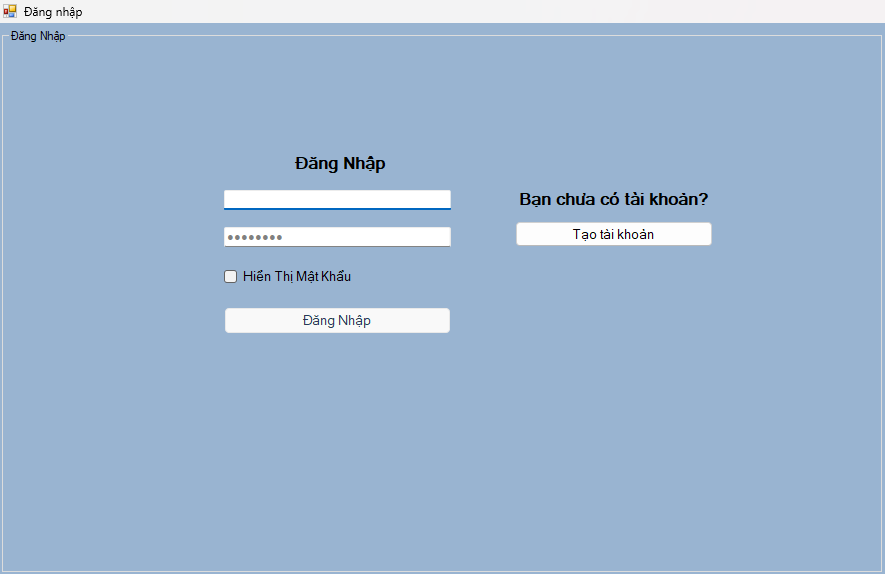 Đăng nhập
Đăng Nhập
Đăng Nhập
••••••••
Hiển Thị Mật Khẩu
Đăng Nhập
Bạn chưa có tài khoản?
Tạo tài khoản